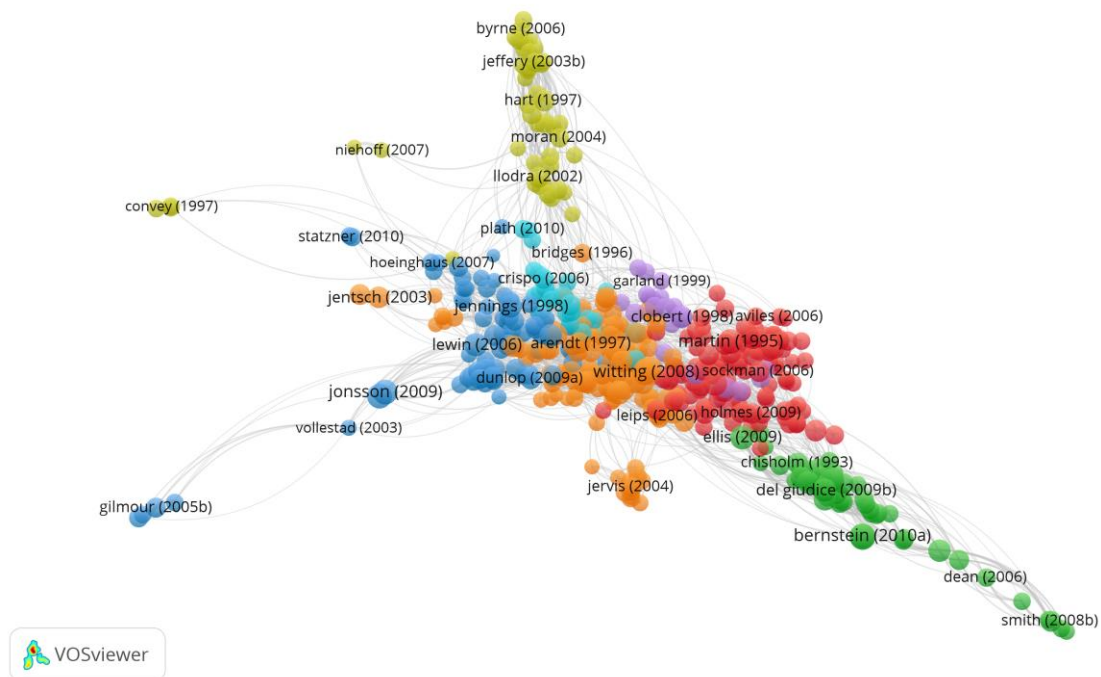 byrne (2006)
jeffery (2003b)
hart (1997)
moran (2004)
niehoff (2007)
llodra (2002)
convey (1997)
plath (2010)
statzner (2010)
bridges (1996)
hoeinghaus (2007)
crispo (2006)
garland (1999)
jentsch (2003)
jennings (1998)
clobert (1998)
aviles (2006)
lewin (2006)
arendt (1997)
martin (1995)
witting (2008)
sockman (2006)
dunlop (2009a)
jonsson (2009)
leips (2006)
holmes (2009)
vollestad (2003)
ellis (2009)
chisholm (1993)
jervis (2004)
del giudice (2009b)
gilmour (2005b)
bernstein (2010a)
dean (2006)
smith (2008b)
VOSviewer